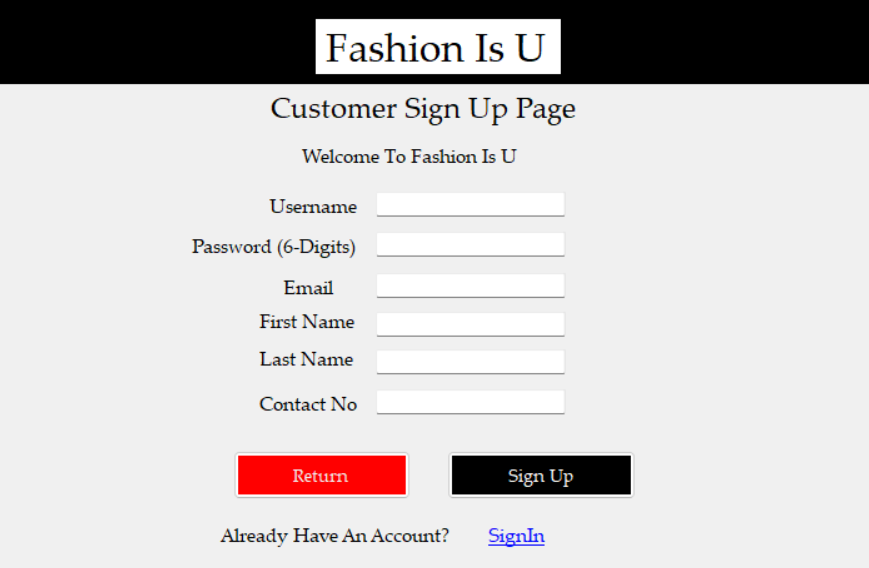 Fashion Is U
Customer Sign Up Page
Welcome To Fashion Is U
Username
Password (6-Digits)
Email
First Name
Last Name
Contact No
Return Sign Up
Already Have An Account? SignIn